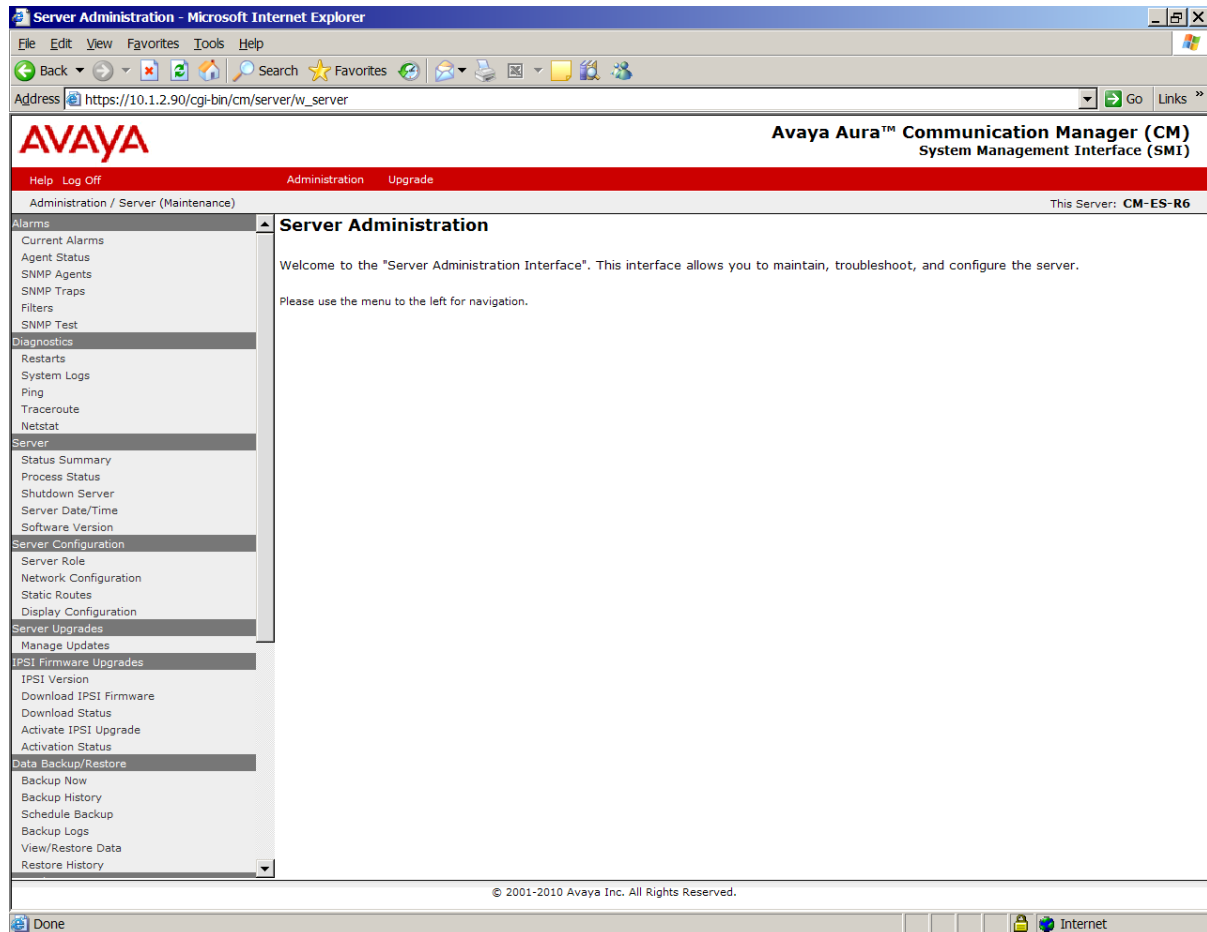 Server Administration - Microsoft Internet Explorer
File Edit View Favorites Tools Help
Back Search Favorites
Address https://10.1.2.90/cgi-bin/cm/server/w_server Go Links »
AVAYA
Avaya Aura™ Communication Manager (CM)
System Management Interface (SMI)
Help Log Off Administration Upgrade
Administration / Server (Maintenance) This Server: CM-ES-R6
Alarms
Current Alarms
Agent Status
SNMP Agents
SNMP Traps
Filters
SNMP Test
Diagnostics
Restarts
System Logs
Ping
Traceroute
Netstat
Server
Status Summary
Process Status
Shutdown Server
Server Date/Time
Software Version
Server Configuration
Server Role
Network Configuration
Static Routes
Display Configuration
Server Upgrades
Manage Updates
IPSI Firmware Upgrades
IPSI Version
Download IPSI Firmware
Download Status
Activate IPSI Upgrade
Activation Status
Data Backup/Restore
Backup Now
Backup History
Schedule Backup
Backup Logs
View/Restore Data
Restore History
Server Administration
Welcome to the "Server Administration Interface". This interface allows you to maintain, troubleshoot, and configure the server.
Please use the menu to the left for navigation.
© 2001-2010 Avaya Inc. All Rights Reserved.
Done Internet